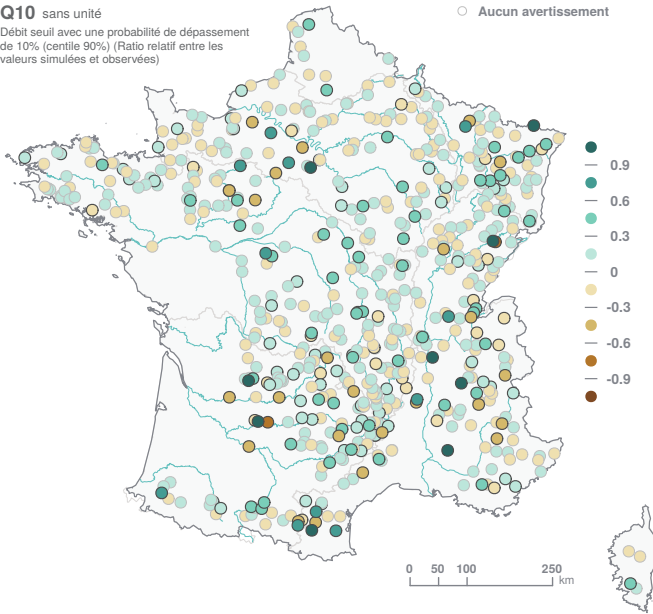 Q10 sans unité
Débit seuil avec une probabilité de dépassement
de 10% (centile 90%) (Ratio relatif entre les
valeurs simulées et observées)
Aucun avertissement
0.9
0.6
0.3
0
-0.3
-0.6
-0.9
0 50 100 250
km